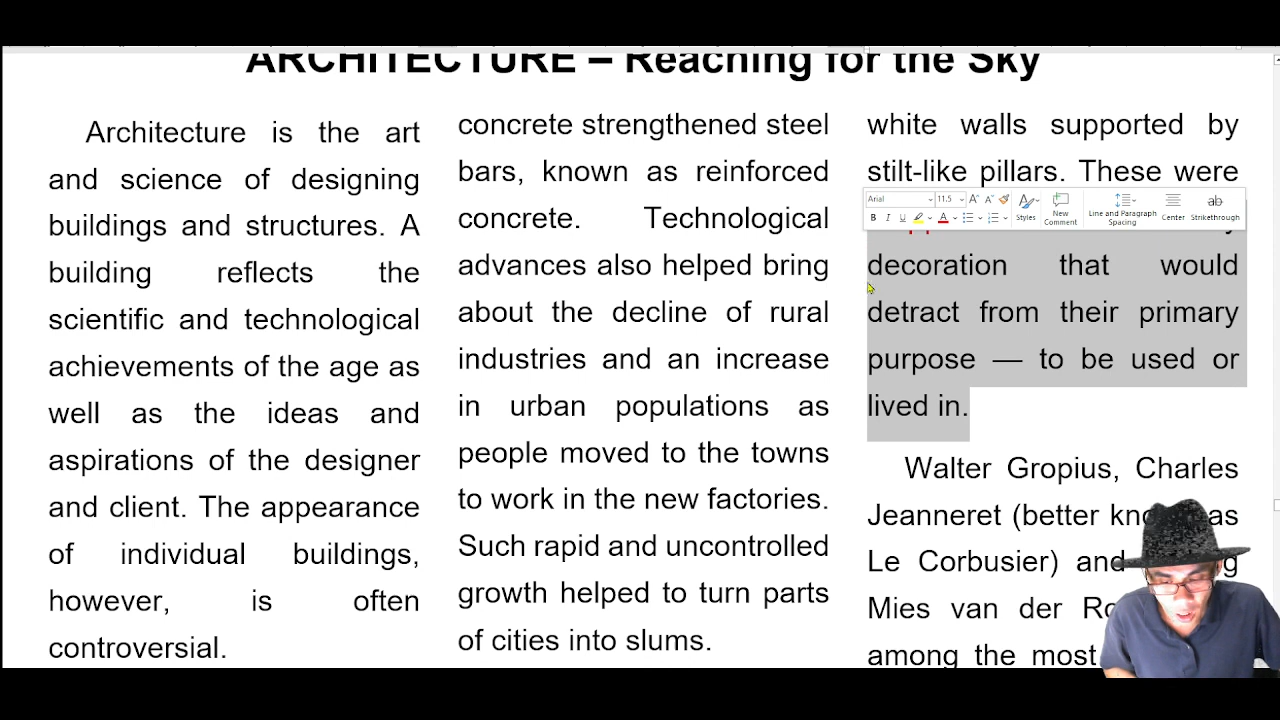 ARCHITECTURE – Reaching for the Sky
Architecture is the art
and science of designing
buildings and structures. A
building reflects the
scientific and technological
achievements of the age as
well as the ideas and
aspirations of the designer
and client. The appearance
of individual buildings,
however, is often
controversial.
concrete strengthened steel
bars, known as reinforced
concrete. Technological
advances also helped bring
about the decline of rural
industries and an increase
in urban populations as
people moved to the towns
to work in the new factories.
Such rapid and uncontrolled
growth helped to turn parts
of cities into slums.
white walls supported by
stilt-like pillars. These were
Arial 11.5
B I U Styles New Comment Line and Paragraph Spacing Center Strikethrough
decoration that would
detract from their primary
purpose — to be used or
lived in.
Walter Gropius, Charles
Jeanneret (better as
Le Corbusier) and
Mies van der
among the most